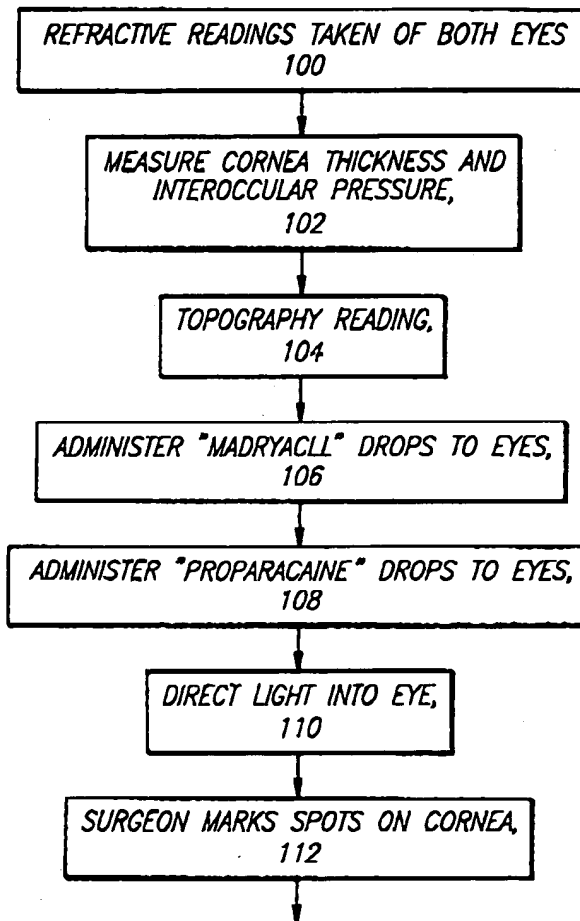 REFRACTIVE READINGS TAKEN OF BOTH EYES
100
MEASURE CORNEA THICKNESS AND
INTEROCCULAR PRESSURE,
102
TOPOGRAPHY READING,
104
ADMINISTER "MADRYACLL" DROPS TO EYES,
106
ADMINISTER "PROPARACAINE" DROPS TO EYES,
108
DIRECT LIGHT INTO EYE,
110
SURGEON MARKS SPOTS ON CORNEA,
112